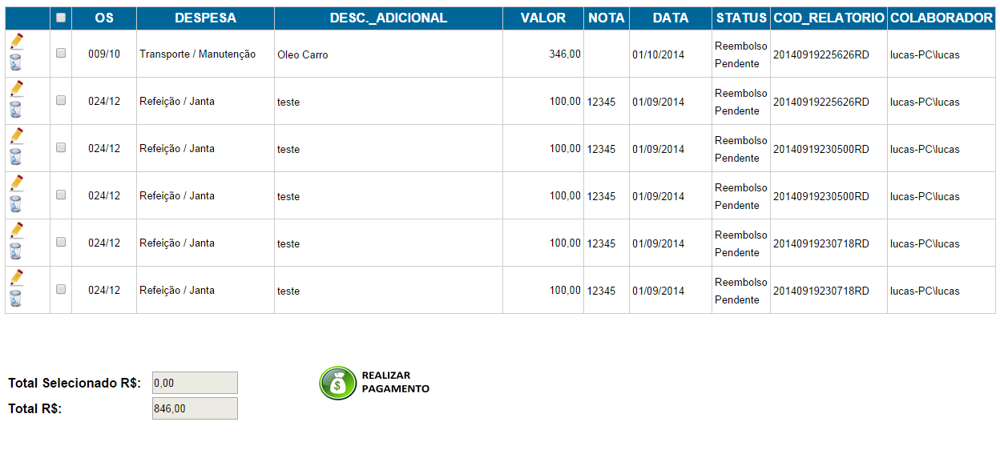 OS DESPESA DESC._ADICIONAL VALOR NOTA DATA STATUS COD_RELATORIO COLABORADOR
009/10 Transporte / Manutenção Oleo Carro 346,00 01/10/2014 Reembolso Pendente 20140919225626RD lucas-PC\lucas
024/12 Refeição / Janta teste 100,00 12345 01/09/2014 Reembolso Pendente 20140919225626RD lucas-PC\lucas
024/12 Refeição / Janta teste 100,00 12345 01/09/2014 Reembolso Pendente 20140919230500RD lucas-PC\lucas
024/12 Refeição / Janta teste 100,00 12345 01/09/2014 Reembolso Pendente 20140919230500RD lucas-PC\lucas
024/12 Refeição / Janta teste 100,00 12345 01/09/2014 Reembolso Pendente 20140919230718RD lucas-PC\lucas
024/12 Refeição / Janta teste 100,00 12345 01/09/2014 Reembolso Pendente 20140919230718RD lucas-PC\lucas
Total Selecionado R$: 0,00
Total R$: 846,00
$
REALIZAR
PAGAMENTO